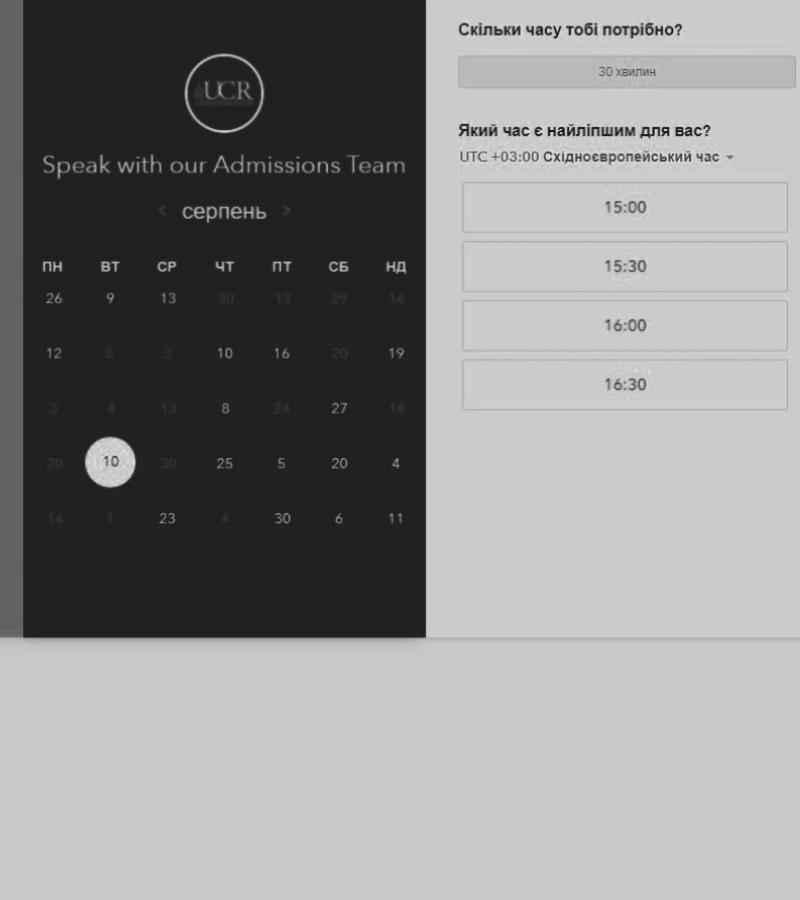 UCR
Speak with our Admissions Team
серпень
ПН ВТ СР ЧТ ПТ СБ НД
26 9 13 30 13 29 14
12 5 3 10 16 20 19
3 4 13 8 24 27 14
20 10 30 25 5 20 4
14 1 23 4 30 6 11
Скільки часу тобі потрібно?
30 хвилин
Який час є найліпшим для вас?
UTC +03:00 Східноєвропейський час
15:00
15:30
16:00
16:30